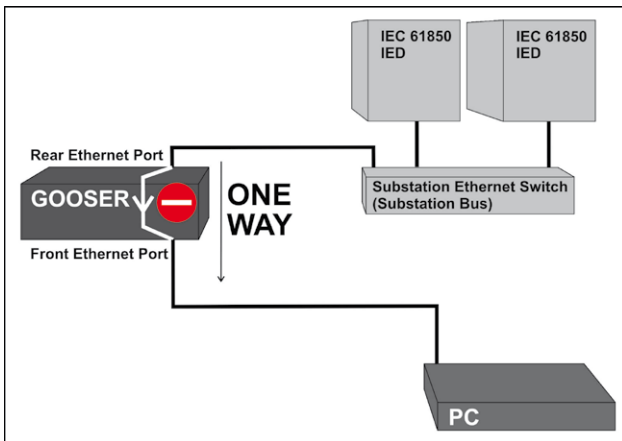 IEC 61850
IED
IEC 61850
IED
Rear Ethernet Port
GOOSER
Front Ethernet Port
ONE
WAY
Substation Ethernet Switch
(Substation Bus)
PC